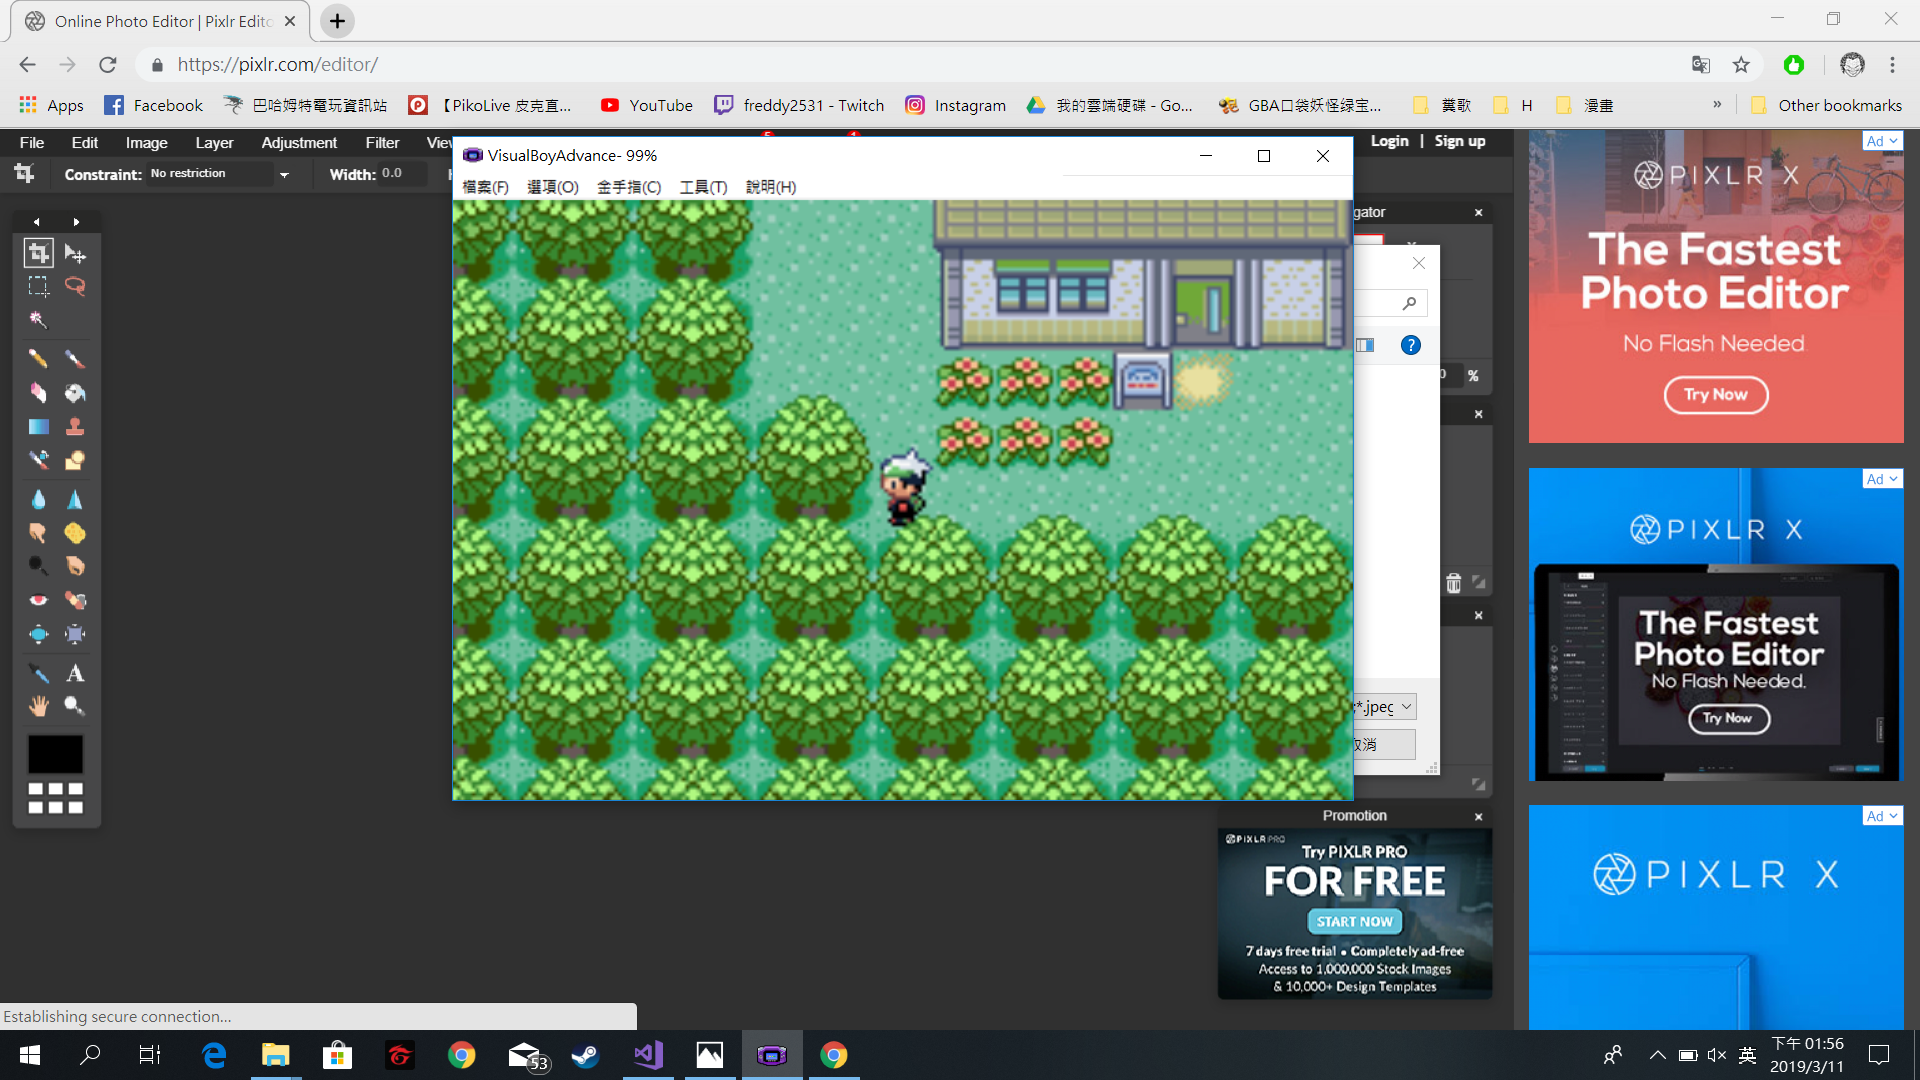 Online Photo Editor | Pixlr Edito
https://pixlr.com/editor/
Apps
Facebook
巴哈姆特電玩資訊站
【PikoLive 皮克直...
YouTube
freddy2531 - Twitch
Instagram
我的雲端硬碟 - Go...
GBA口袋妖怪绿宝...
糞歌
H
漫畫
»
Other bookmarks
File Edit Image Layer Adjustment Filter Vie
Login | Sign up
Constraint: No restriction
Width: 0.0
VisualBoyAdvance- 99%
檔案(F) 選項(O) 金手指(C) 工具(T) 說明(H)
gator
0 %
;*.jpeg
取消
Promotion
PIXLR PRO
Try PIXLR PRO
FOR FREE
START NOW
7 days free trial • Completely ad-free
Access to 1,000,000 Stock Images
& 10,000+ Design Templates
Ad
PIXLR X
The Fastest
Photo Editor
No Flash Needed
Try Now
Ad
PIXLR X
The Fastest
Photo Editor
No Flash Needed.
Try Now
Ad
PIXLR X
Establishing secure connection...
53
英
下午 01:56
2019/3/11